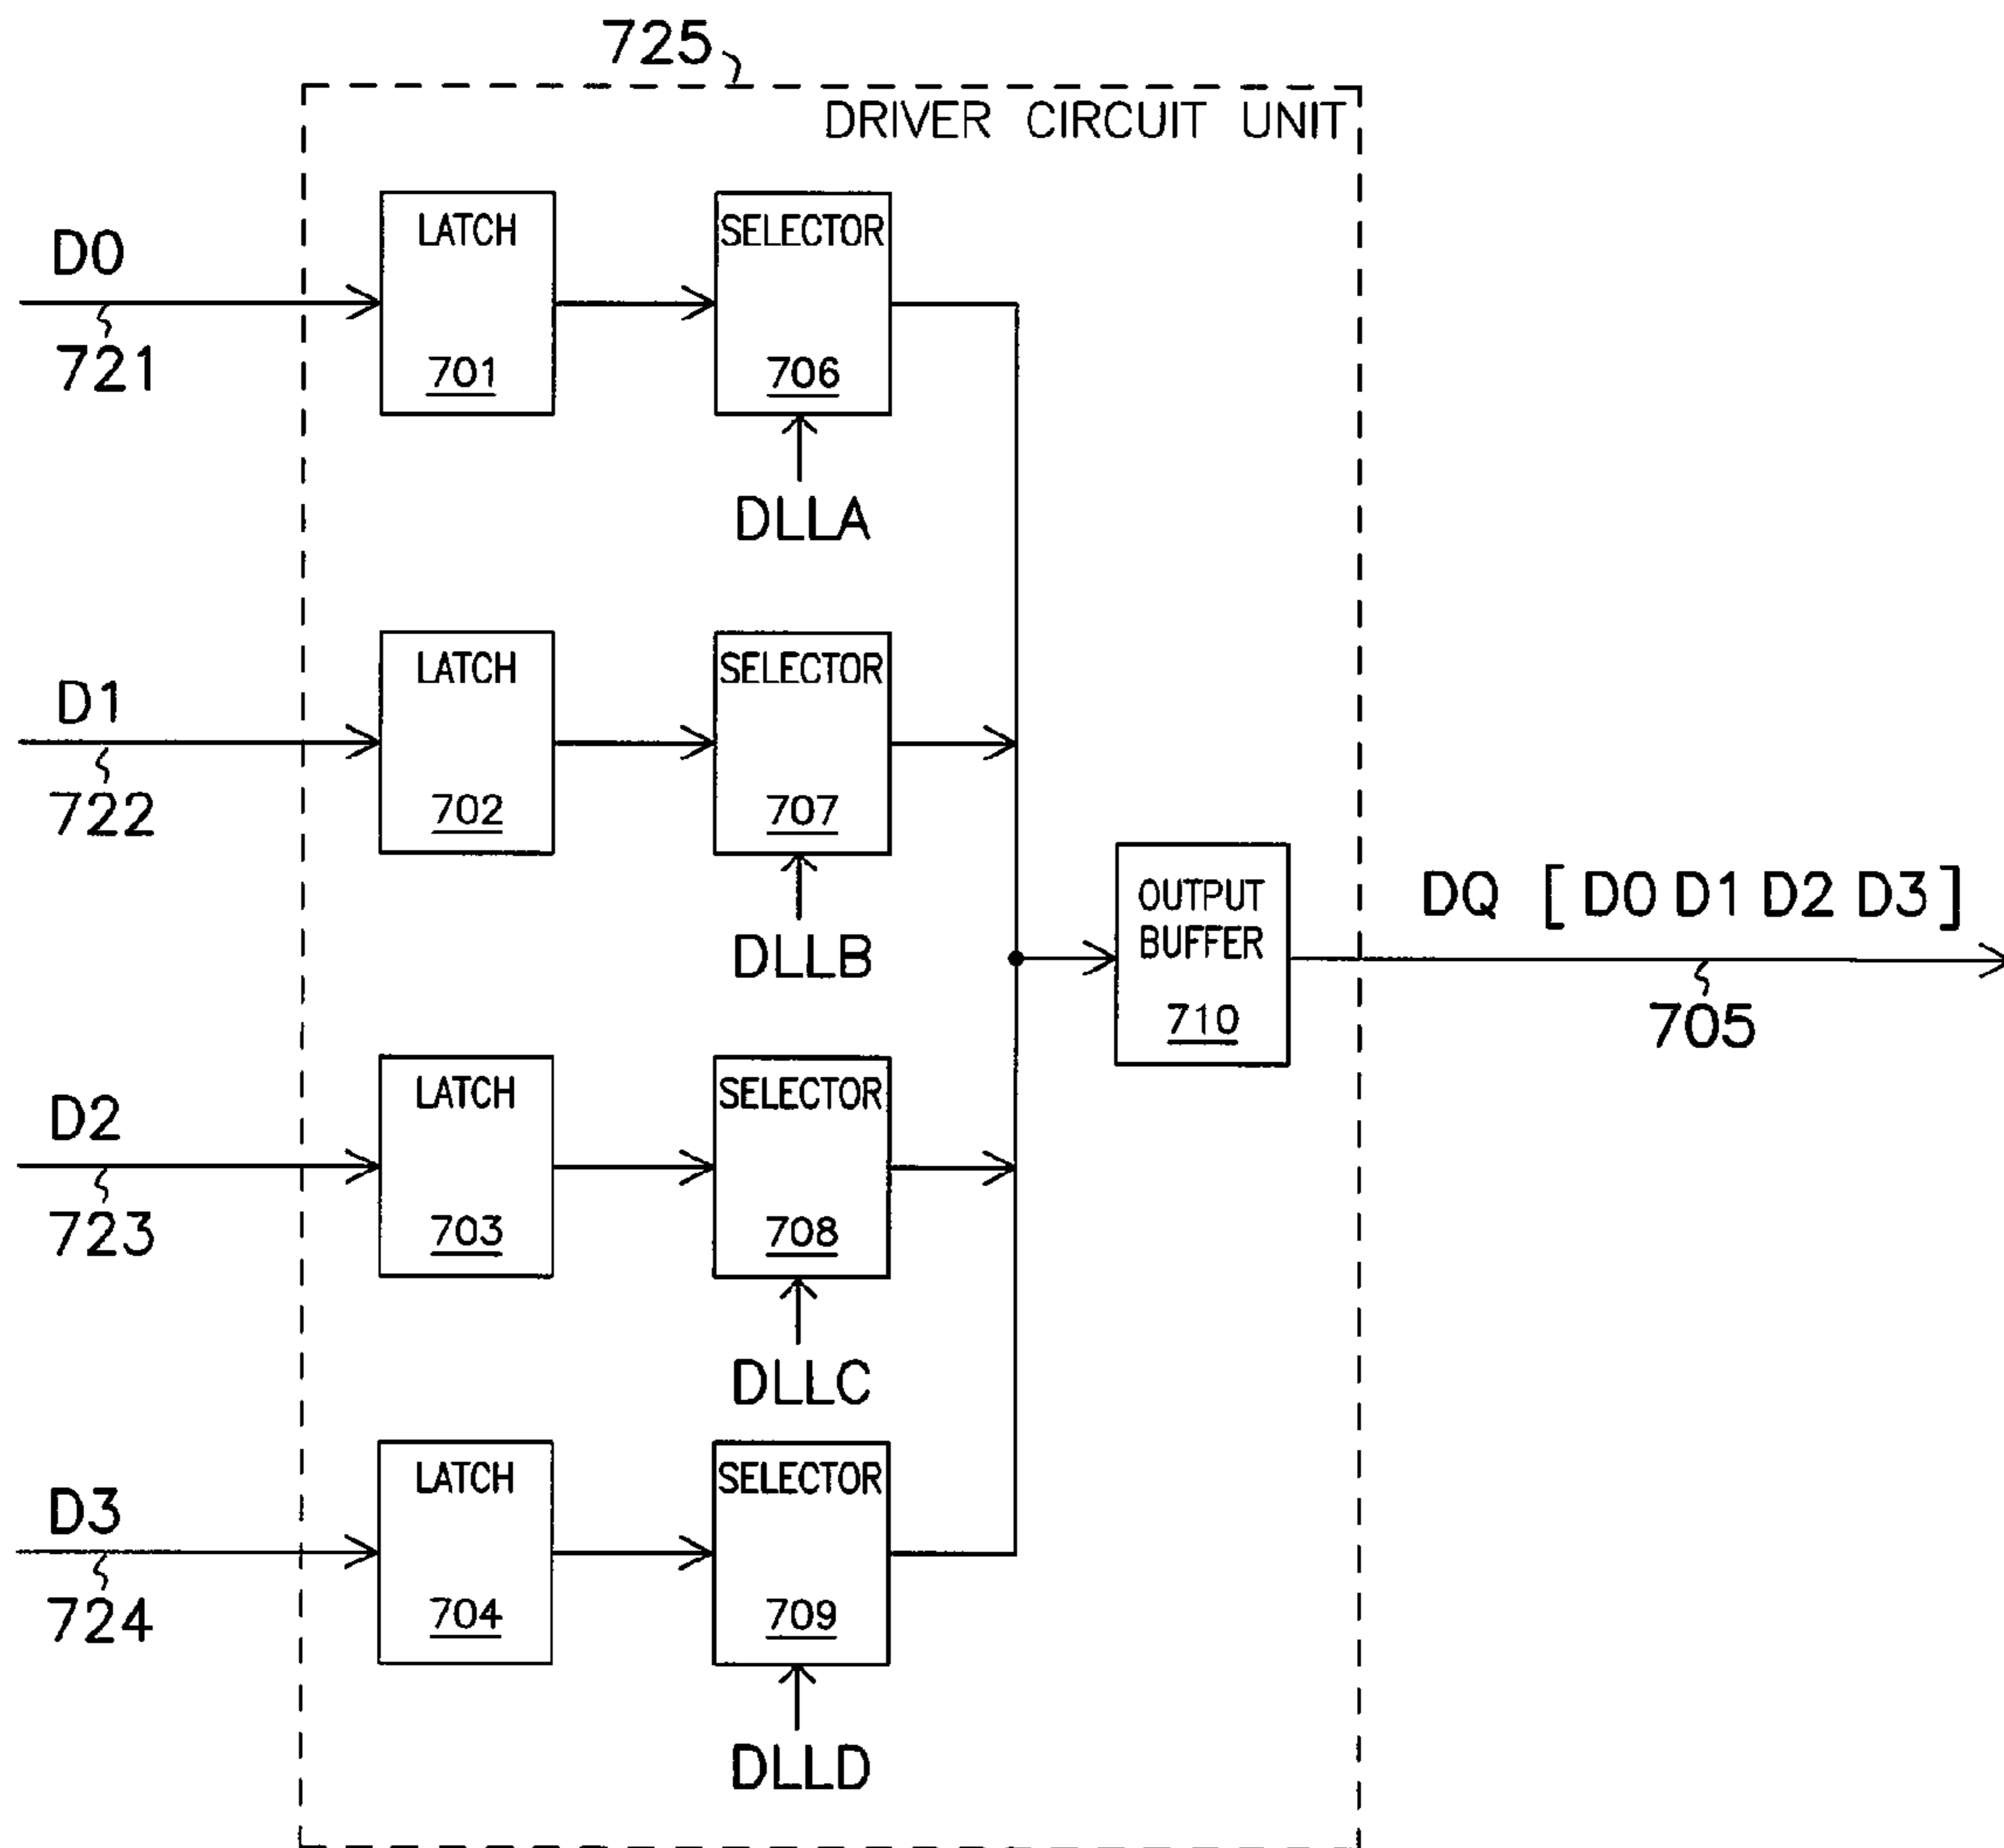 725
DRIVER CIRCUIT UNIT
D0
721
LATCH
701
SELECTOR
706
DLLA
D1
722
LATCH
702
SELECTOR
707
DLLB
OUTPUT
BUFFER
710
DQ [ D0 D1 D2 D3 ]
705
D2
723
LATCH
703
SELECTOR
708
DLLC
D3
724
LATCH
704
SELECTOR
709
DLLD